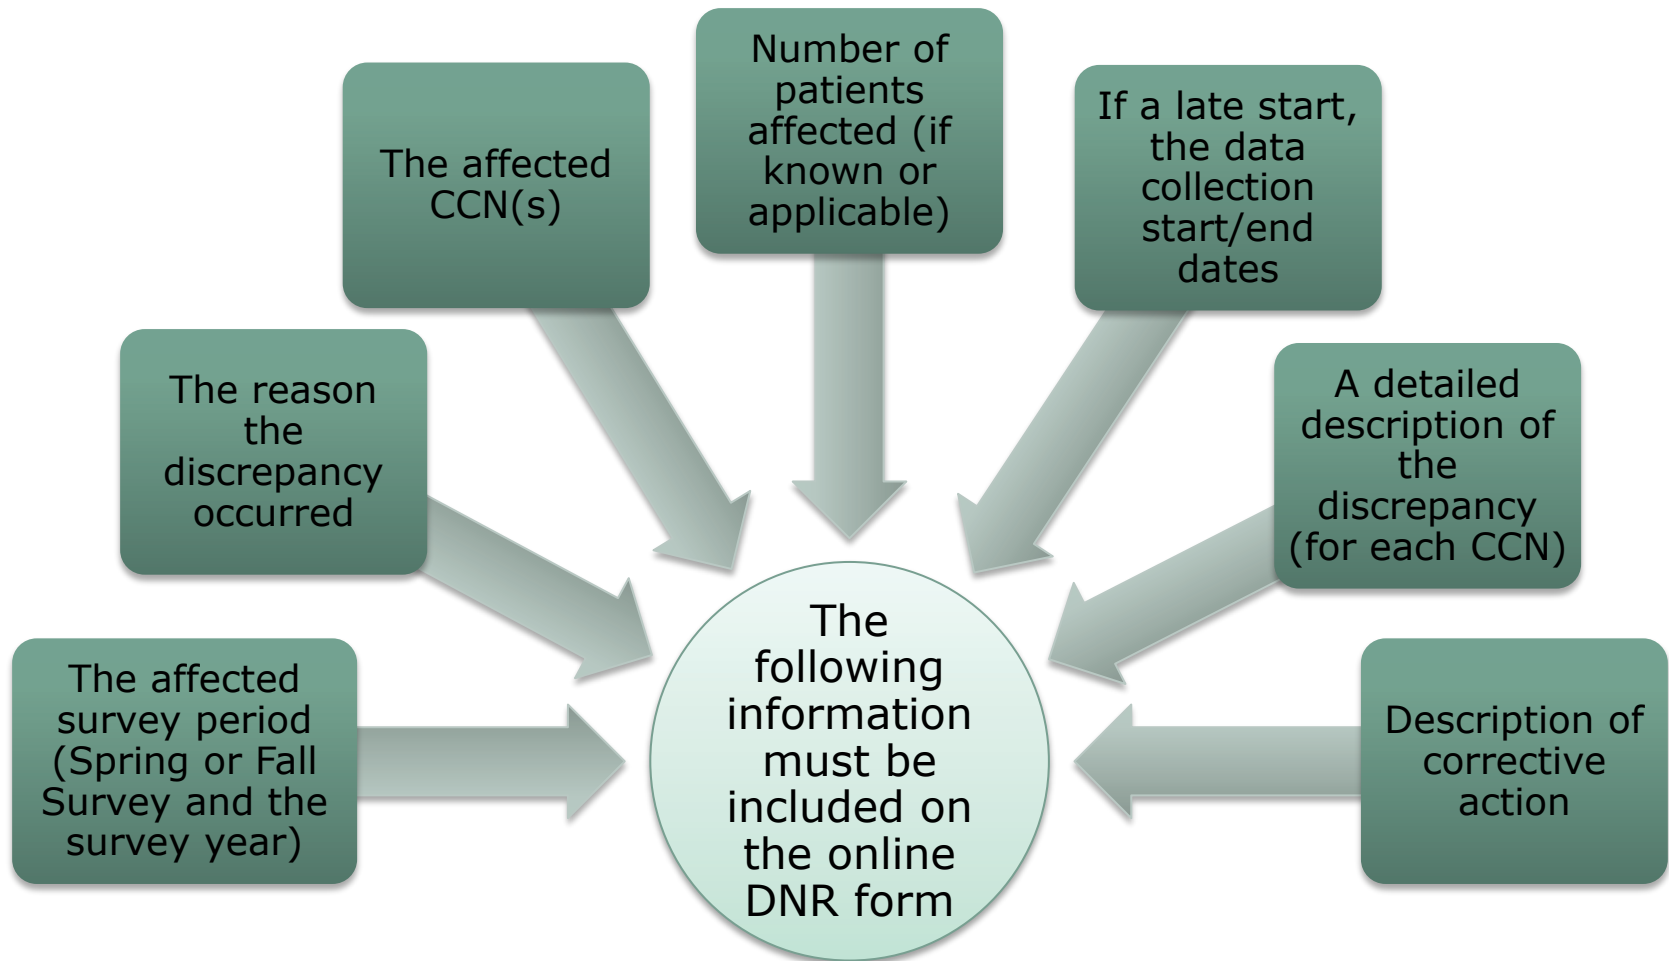 Number of
patients
affected (if
known or
applicable)
The affected
CCN(s)
If a late start,
the data
collection
start/end
dates
The reason
the
discrepancy
occurred
A detailed
description of
the
discrepancy
(for each CCN)
The affected
survey period
(Spring or Fall
Survey and the
survey year)
The
following
information
must be
included on
the online
DNR form
Description of
corrective
action